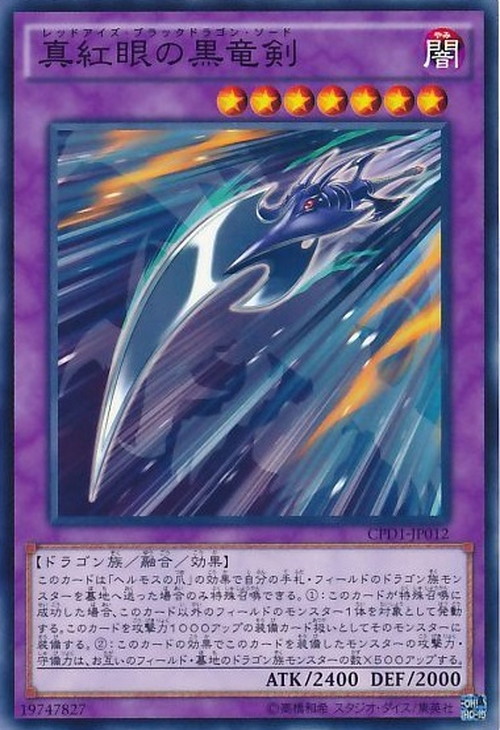 レッドアイズ・ブラックドラゴン・ソード
真紅眼の黒竜剣
やみ
闇
CPD1-JP012
【ドラゴン族／融合／効果】
このカードは「ヘルモスの爪」の効果で自分の手札・フィールドのドラゴン族モン
スターを墓地へ送った場合のみ特殊召喚できる。①：このカードが特殊召喚に
成功した場合、このカード以外のフィールドのモンスター1体を対象として発動
する。このカードを攻撃力1000アップの装備カード扱いとしてそのモンスターに
装備する。②：このカードの効果でこのカードを装備したモンスターの攻撃力・
守備力は、お互いのフィールド・墓地のドラゴン族モンスターの数×500アップする。
ATK/2400 DEF/2000
19747827
©高橋和希 スタジオ・ダイス/集英社